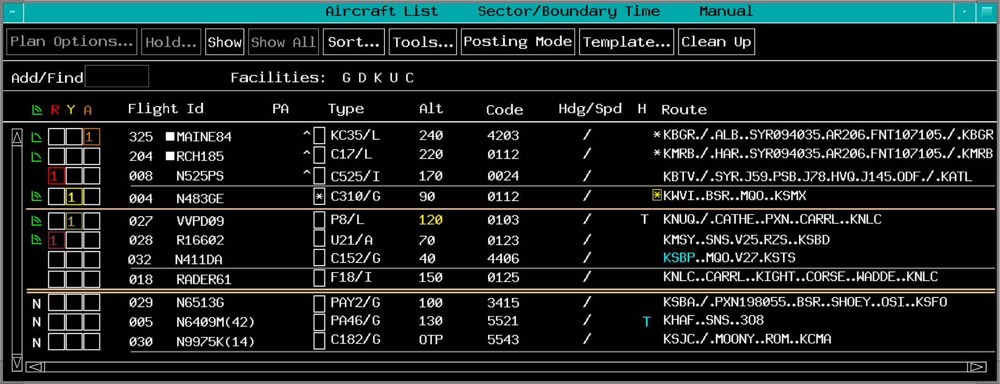 Aircraft List Sector/Boundary Time Manual
Plan Options... Hold... Show Show All Sort... Tools... Posting Mode Template... Clean Up
Add/Find Facilities: G D K U C
R Y A Flight Id PA Type Alt Code Hdg/Spd H Route
1 325 MAINE84 ^ KC35/L 240 4203 / *KBGR./.ALB..SYR094035.AR206.FNT107105./.KBGR
204 RCH185 ^ C17/L 220 0112 / *KMRB./.HAR..SYR094035.AR206.FNT107105./.KMRB
1 008 N525PS ^ C525/I 170 0024 / KBTV./.SYR.J59.PSB.J78.HVQ.J145.ODF./.KATL
1 004 N483GE * C310/G 90 0112 / *KWVI..BSR..MQO..KSMX
1 027 VVPD09 P8/L 120 0103 / T KNUQ./.CATHE..PXN..CARRL..KNLC
1 028 R16602 U21/A 70 0123 / KMSY..SNS.V25.RZS..KSBD
032 N411DA C152/G 40 4406 / KSBP..MQO.V27.KSTS
018 RADER61 F18/I 150 0125 / KNLC..CARRL..KIGHT..CORSE..WADDE..KNLC
N 029 N6513G PAY2/G 100 3415 / KSBA./.PXN198055..BSR..SHOEY..OSI..KSFO
N 005 N6409M(42) PA46/G 130 5521 / T KHAF..SNS..3O8
N 030 N9975K(14) C182/G OTP 5543 / KSJC./.MOONY..ROM..KCMA